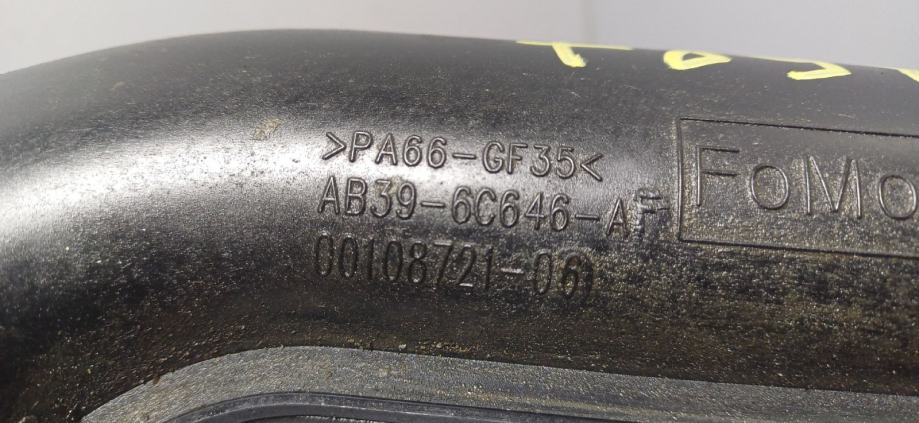 >PA66-GF35<
AB39-6C646-AF
FoMo
00108721-06